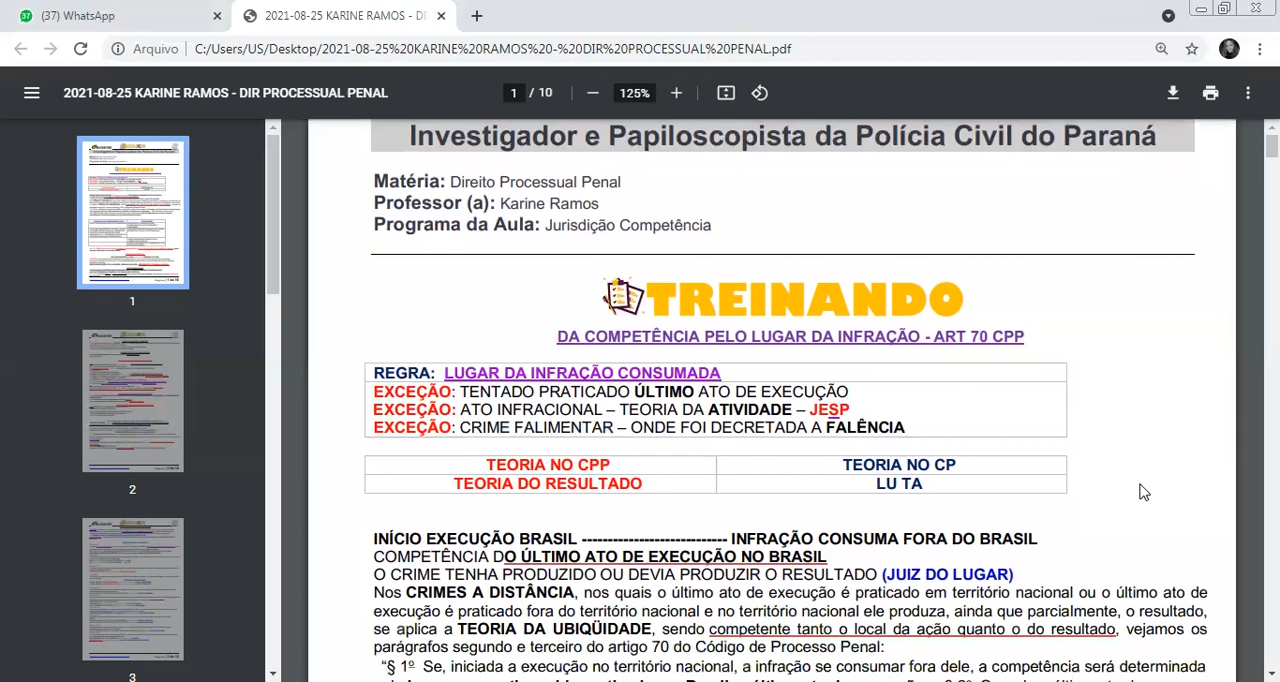 37 (37) WhatsApp
2021-08-25 KARINE RAMOS - DI
Arquivo C:/Users/US/Desktop/2021-08-25%20KARINE%20RAMOS%20-%20DIR%20PROCESSUAL%20PENAL.pdf
2021-08-25 KARINE RAMOS - DIR PROCESSUAL PENAL
1 / 10 125%
Investigador e Papiloscopista da Polícia Civil do Paraná
Matéria: Direito Processual Penal
Professor (a): Karine Ramos
Programa da Aula: Jurisdição Competência
TREINANDO
DA COMPETÊNCIA PELO LUGAR DA INFRAÇÃO - ART 70 CPP
REGRA: LUGAR DA INFRAÇÃO CONSUMADA
EXCEÇÃO: TENTADO PRATICADO ÚLTIMO ATO DE EXECUÇÃO
EXCEÇÃO: ATO INFRACIONAL – TEORIA DA ATIVIDADE – JESP
EXCEÇÃO: CRIME FALIMENTAR – ONDE FOI DECRETADA A FALÊNCIA
TEORIA NO CPP TEORIA NO CP
TEORIA DO RESULTADO LU TA
INÍCIO EXECUÇÃO BRASIL --------------------------- INFRAÇÃO CONSUMA FORA DO BRASIL
COMPETÊNCIA DO ÚLTIMO ATO DE EXECUÇÃO NO BRASIL
O CRIME TENHA PRODUZIDO OU DEVIA PRODUZIR O RESULTADO (JUIZ DO LUGAR)
Nos CRIMES A DISTÂNCIA, nos quais o último ato de execução e praticado em território nacional ou o último ato de
execução e praticado fora do território nacional e no território nacional ele produza, ainda que parcialmente, o resultado,
se aplica a TEORIA DA UBIQÜIDADE, sendo competente tanto o local da ação quanto o do resultado, vejamos os
parágrafos segundo e terceiro do artigo 70 do Código de Processo Penal:
“§ 1º Se, iniciada a execução no território nacional, a infração se consumar fora dele, a competência será determinada
1
2
3